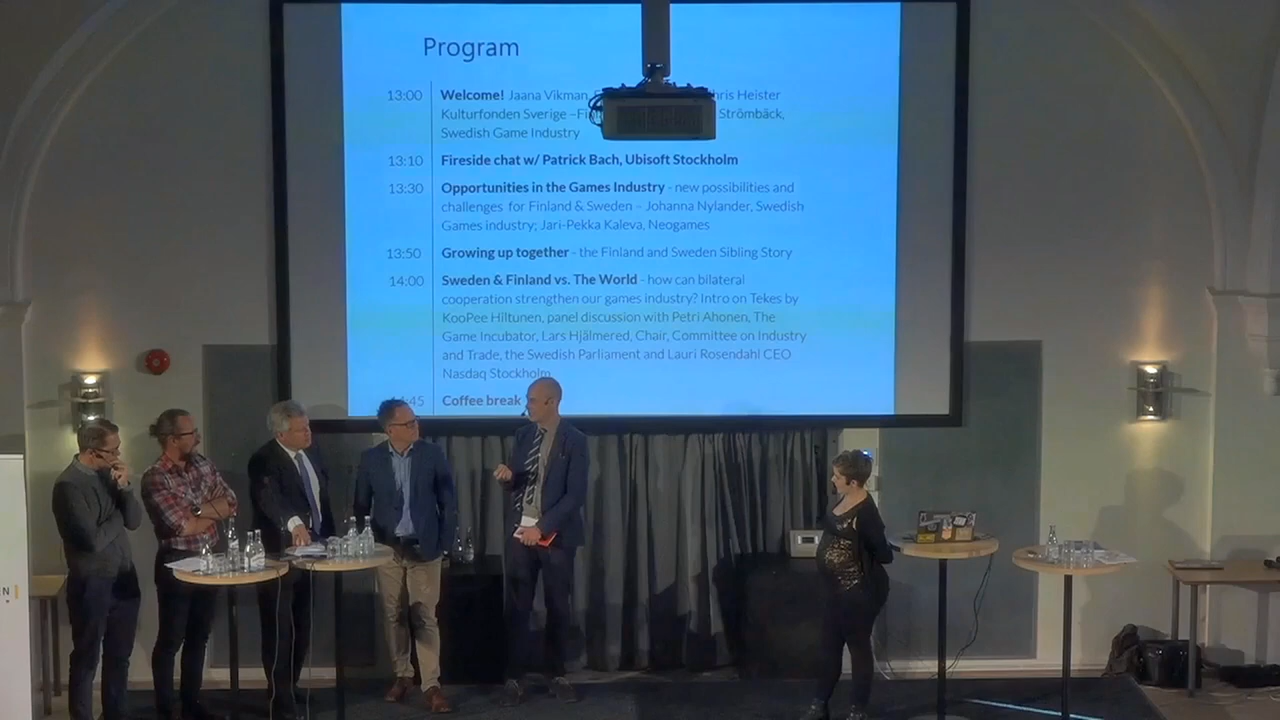 Program
13:00 Welcome! Jaana Vikman, hris Heister
Kulturfonden Sverige –Finl Strömbäck,
Swedish Game Industry
13:10 Fireside chat w/ Patrick Bach, Ubisoft Stockholm
13:30 Opportunities in the Games Industry - new possibilities and
challenges for Finland & Sweden – Johanna Nylander, Swedish
Games industry; Jari-Pekka Kaleva, Neogames
13:50 Growing up together - the Finland and Sweden Sibling Story
14:00 Sweden & Finland vs. The World - how can bilateral
cooperation strengthen our games industry? Intro on Tekes by
KooPee Hiltunen, panel discussion with Petri Ahonen, The
Game Incubator, Lars Hjälmered, Chair, Committee on Industry
and Trade, the Swedish Parliament and Lauri Rosendahl CEO
Nasdaq Stockholm
:45 Coffee break
N